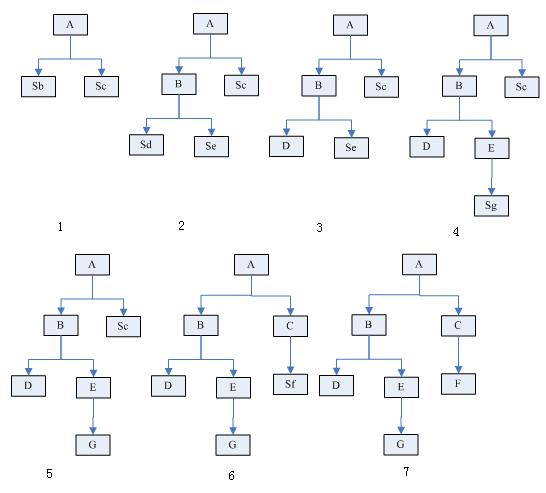 A A A A
Sb Sc B Sc B Sc B Sc
Sd Se D Se D E
Sg
1 2 3 4
A A A
B Sc B C B C
D E D E Sf D E F
G G G
5 6 7